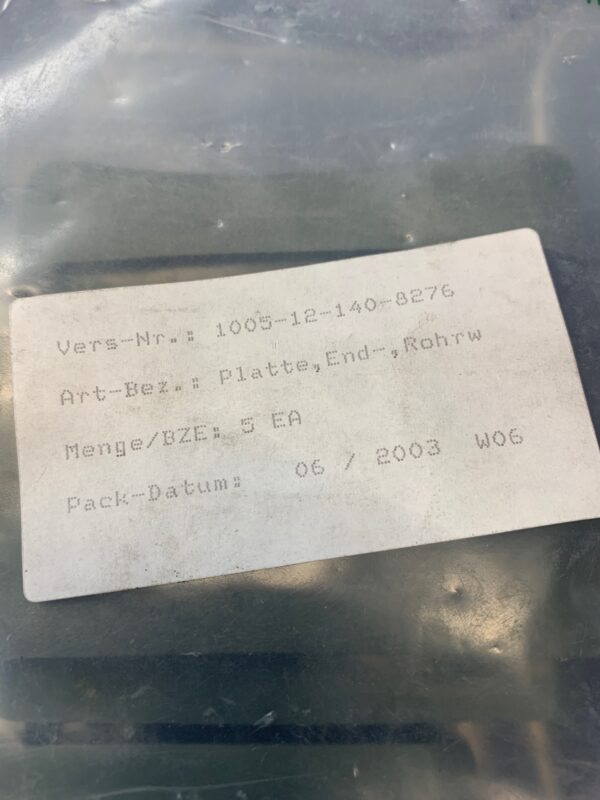 Vers-Nr.: 1005-12-140-8276
Art-Bez.: Platte,End-,Rohrw
Menge/BZE: 5 EA
Pack-Datum: 06 / 2003 W06